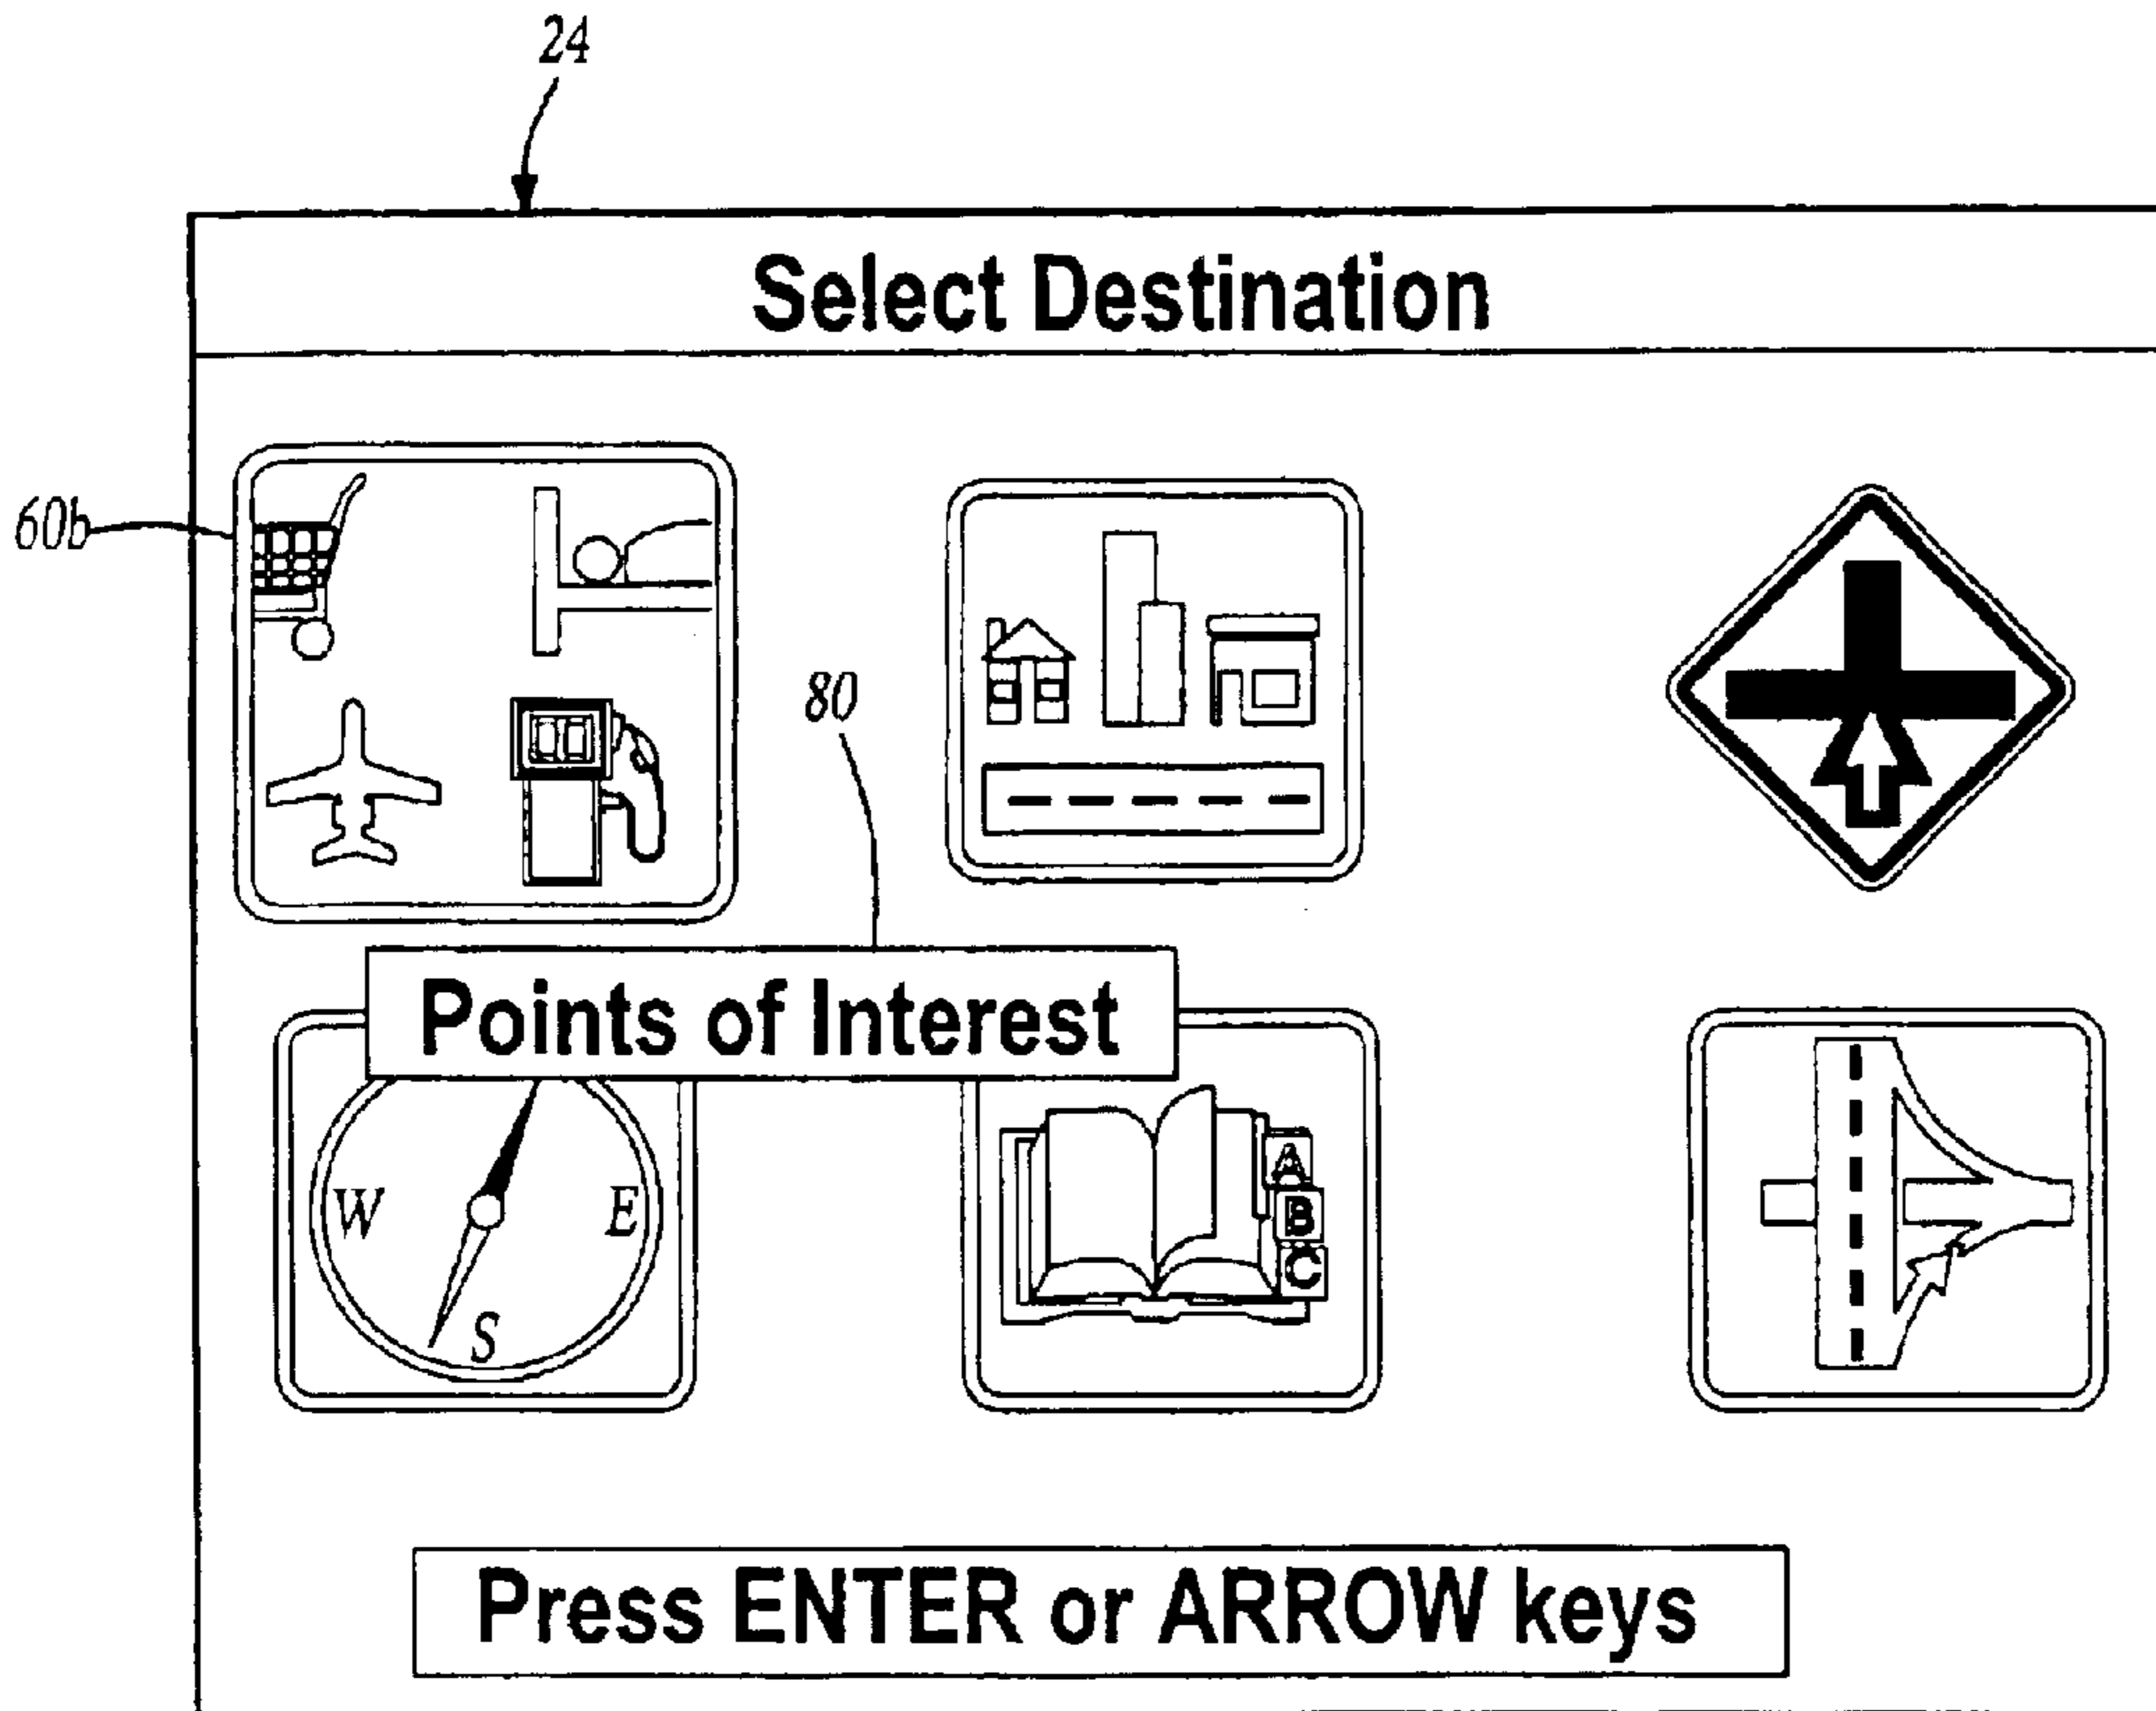 24
Select Destination
60b
80
Points of Interest
W E
S
A
B
C
Press ENTER or ARROW keys